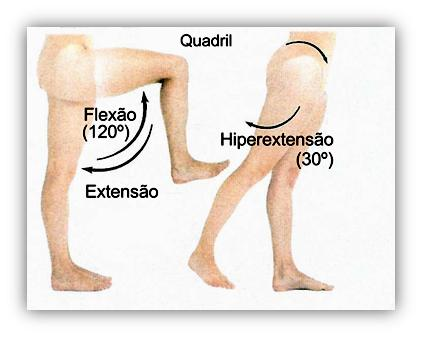 Quadril
Flexão
(120º)
Extensão
Hiperextensão
(30º)